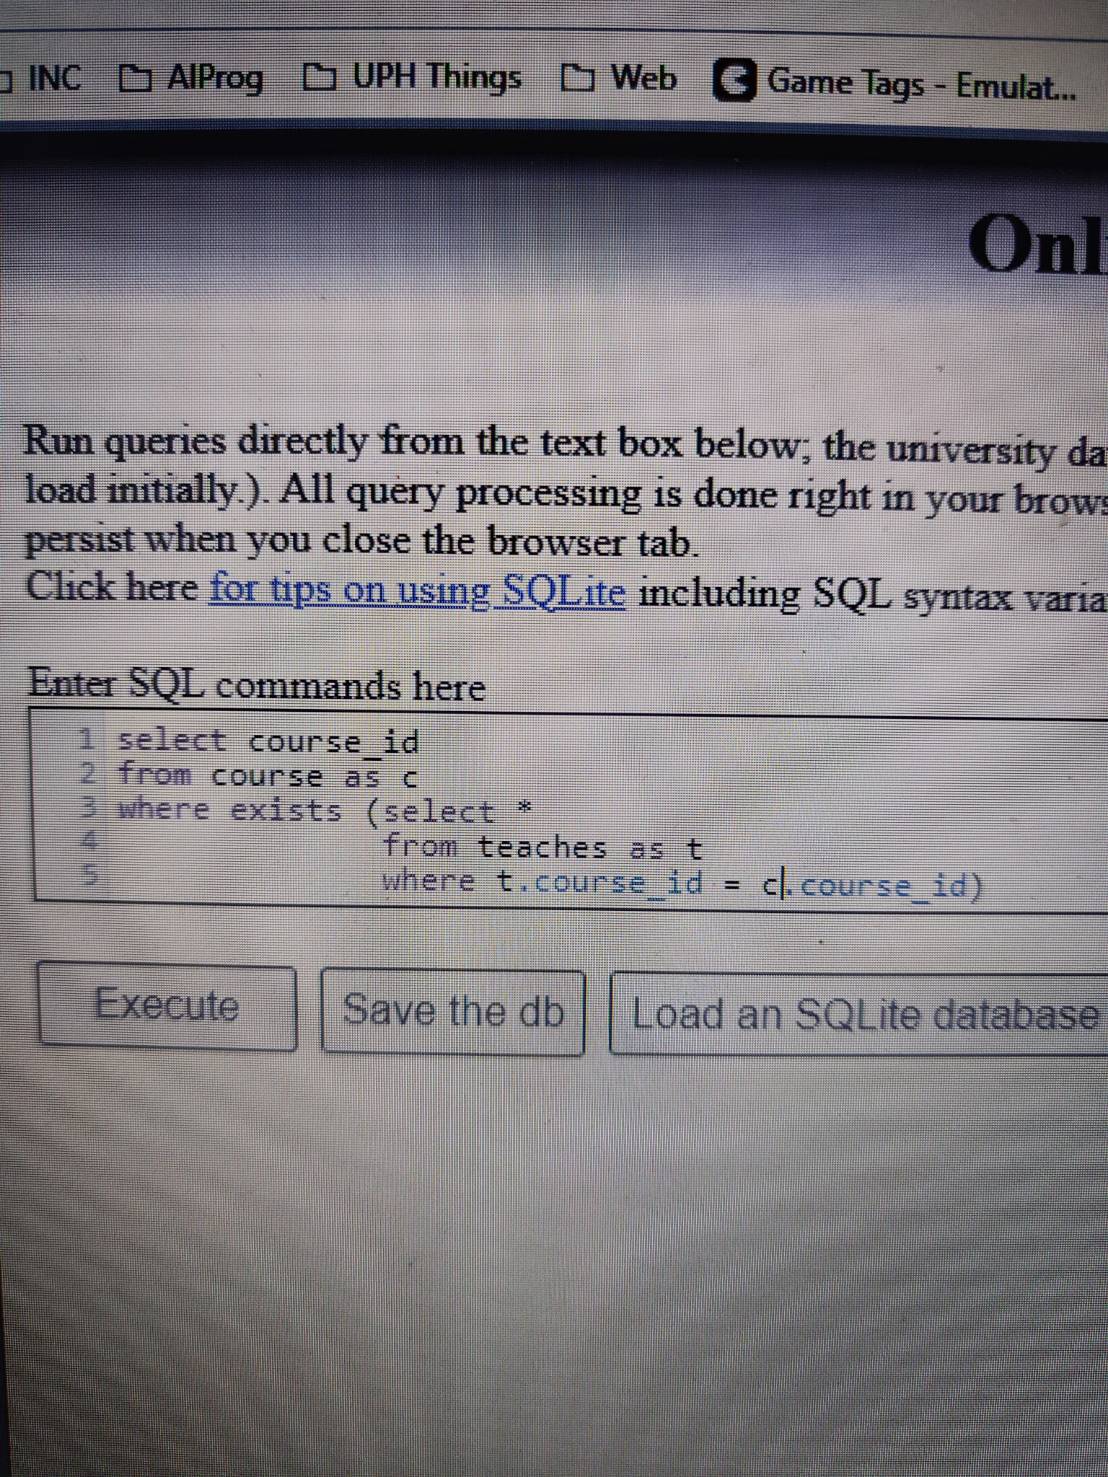 INC AIProg UPH Things Web Game Tags - Emulat...
Onl
Run queries directly from the text box below; the university da
load initially.). All query processing is done right in your brows
persist when you close the browser tab.
Click here for tips on using SQLite including SQL syntax varia
Enter SQL commands here
1 select course_id
2 from course as c
3 where exists (select *
4 from teaches as t
5 where t.course_id = c.course_id)
Execute Save the db Load an SQLite database